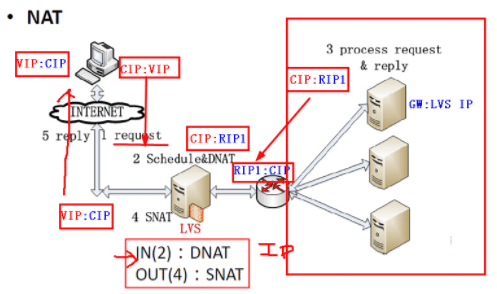 • NAT
3 process request
& reply
VIP:CIP
CIP:VIP
CIP:RIP1
GW:LVS IP
INTERNET
5 reply 1 request
CIP:RIP1
2 Schedule&DNAT
RIP1:CIP
VIP:CIP
4 SNAT
LVS
IN(2)：DNAT
OUT(4)：SNAT
IP